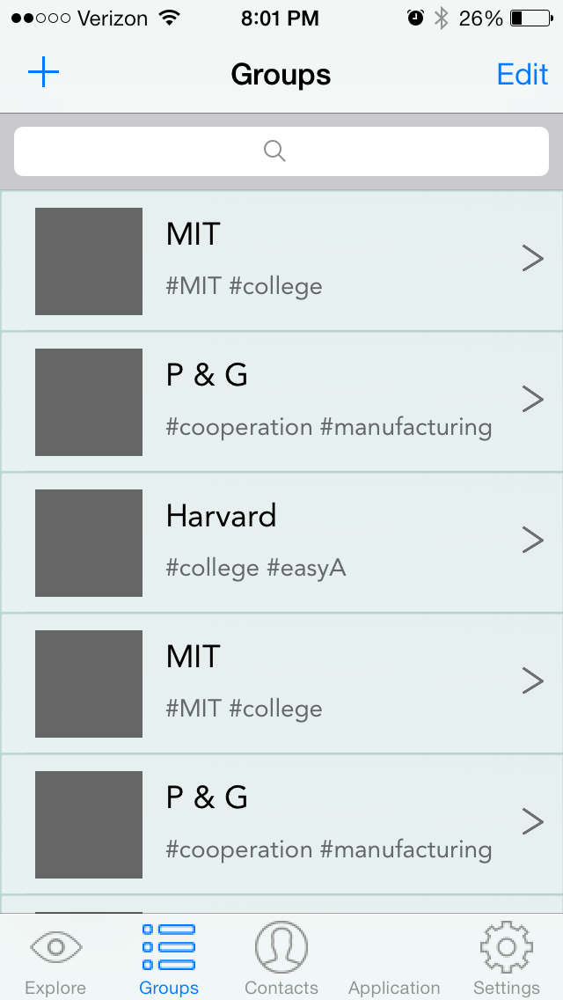 Verizon 8:01 PM 26%
Groups Edit
MIT
#MIT #college
P & G
#cooperation #manufacturing
Harvard
#college #easyA
MIT
#MIT #college
P & G
#cooperation #manufacturing
Explore Groups Contacts Application Settings